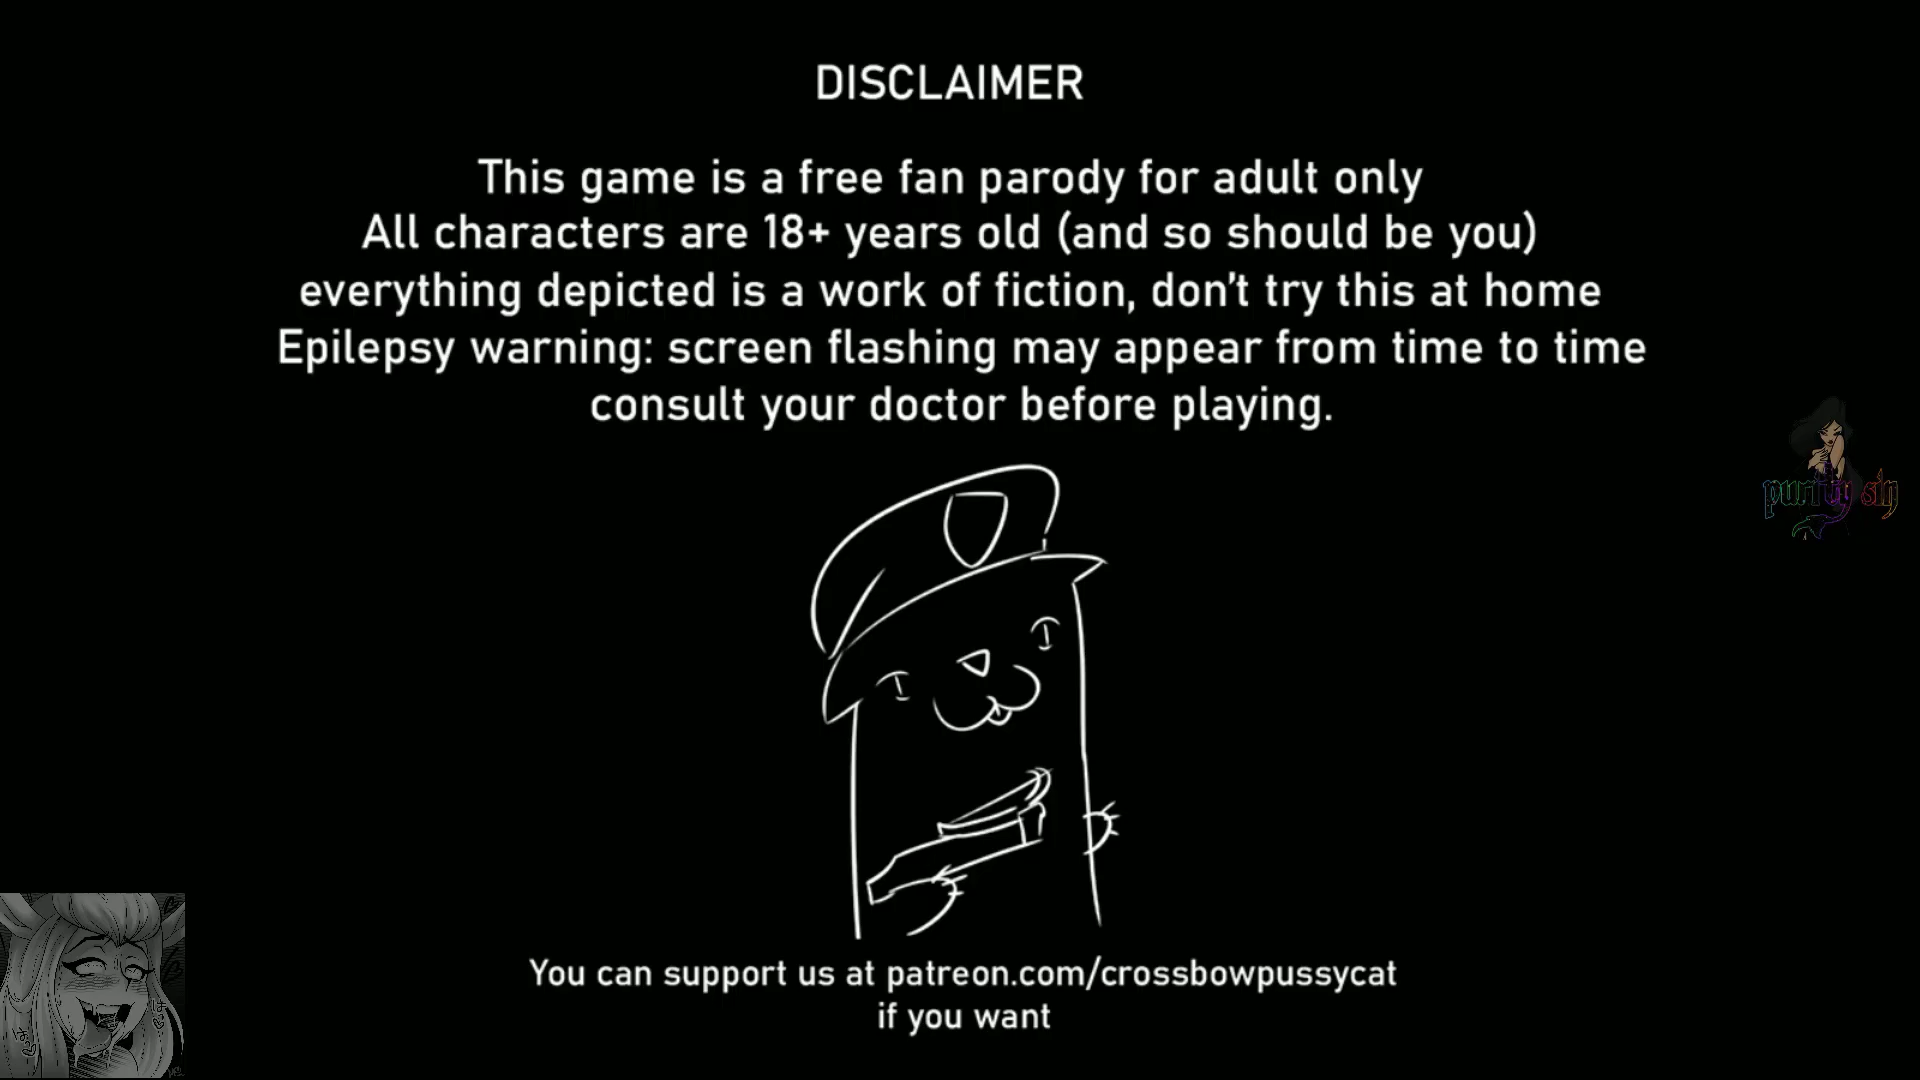 DISCLAIMER
This game is a free fan parody for adult only
All characters are 18+ years old (and so should be you)
everything depicted is a work of fiction, don't try this at home
Epilepsy warning: screen flashing may appear from time to time
consult your doctor before playing.
purity sin
You can support us at patreon.com/crossbowpussycat
if you want